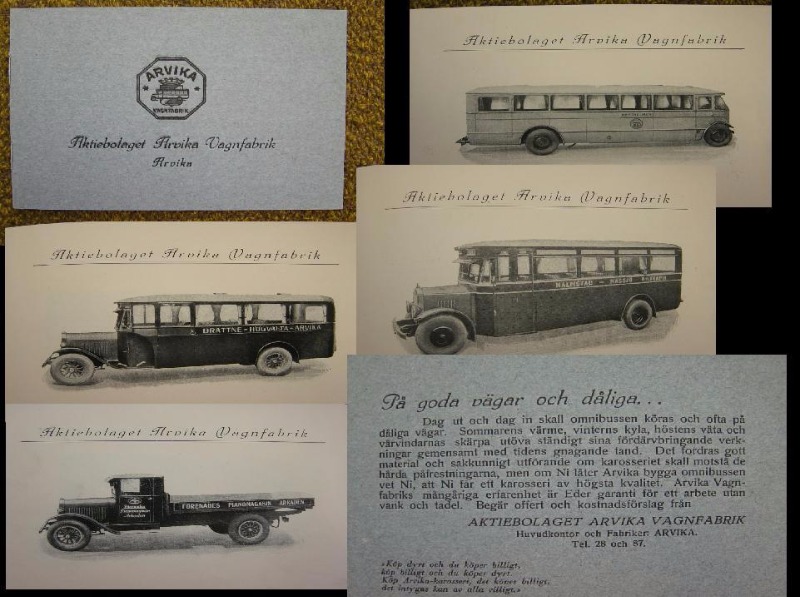 ARVIKA
VAGNFABRIK
Aktiebolaget Arvika Vagnfabrik
Arvika
Aktiebolaget Arvika Vagnfabrik
Aktiebolaget Arvika Vagnfabrik
HALMSTAD
Aktiebolaget Arvika Vagnfabrik
BRATTNE-HÖGVALTA-ARVIKA
Aktiebolaget Arvika Vagnfabrik
FÖRENADES PIANOMAGASIN ARKADEN
På goda vägar och dåliga...
Dag ut och dag in skall omnibussen köras och ofta på
dåliga vägar. Sommarens värme, vinterns kyla, höstens väta och
vårvindarnas skärpa utöva ständigt sina fördärvbringande verk-
ningar gemensamt med tidens gnagande tand. Det fordras gott
material och sakkunnigt utförande om karosseriet skall motstå de
hårda påfrestningarna, men om Ni låter Arvika bygga omnibussen
vet Ni, att Ni får ett karosseri av högsta kvalitet. Arvika Vagn-
fabriks mångåriga erfarenhet är Eder garanti för ett arbete utan
vank och tadel. Begär offert och kostnadsförslag från
AKTIEBOLAGET ARVIKA VAGNFABRIK
Huvudkontor och Fabriker: ARVIKA.
Tel. 28 och 87.
»Köp dyrt och du köper billigt,
köp billigt och du köper dyrt.
Köp Arvika-karosseri, det köpes billigt,
det intygas kan av alla villigt.»